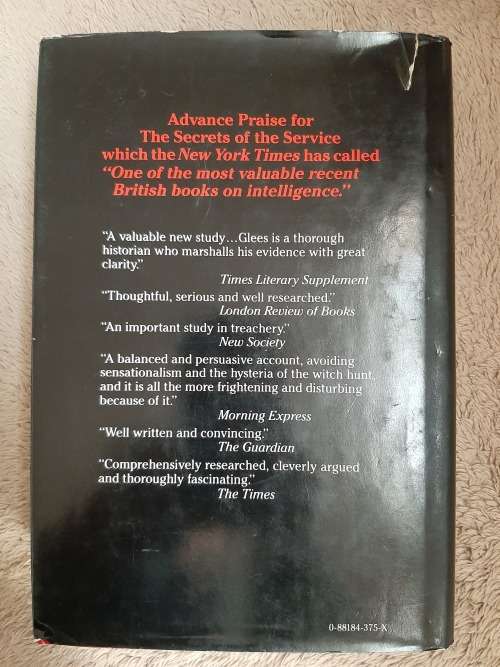 Advance Praise for
The Secrets of the Service
which the New York Times has called
"One of the most valuable recent
British books on intelligence."
"A valuable new study...Glees is a thorough
historian who marshalls his evidence with great
clarity."
Times Literary Supplement
"Thoughtful, serious and well researched."
London Review of Books
"An important study in treachery."
New Society
"A balanced and persuasive account, avoiding
sensationalism and the hysteria of the witch hunt,
and it is all the more frightening and disturbing
because of it."
Morning Express
"Well written and convincing."
The Guardian
"Comprehensively researched, cleverly argued
and thoroughly fascinating."
The Times
0-88184-375-X